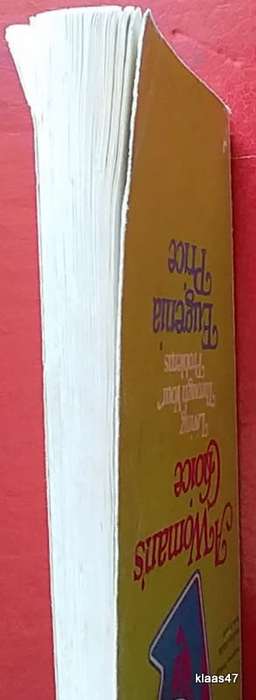 A Woman's
Choice
"Living
Through Your
Problems"
Eugenia
Price
klaas47